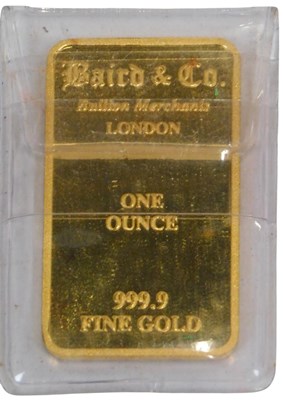 Baird & Co.
Bullion Merchants
LONDON
ONE
OUNCE
999.9
FINE GOLD